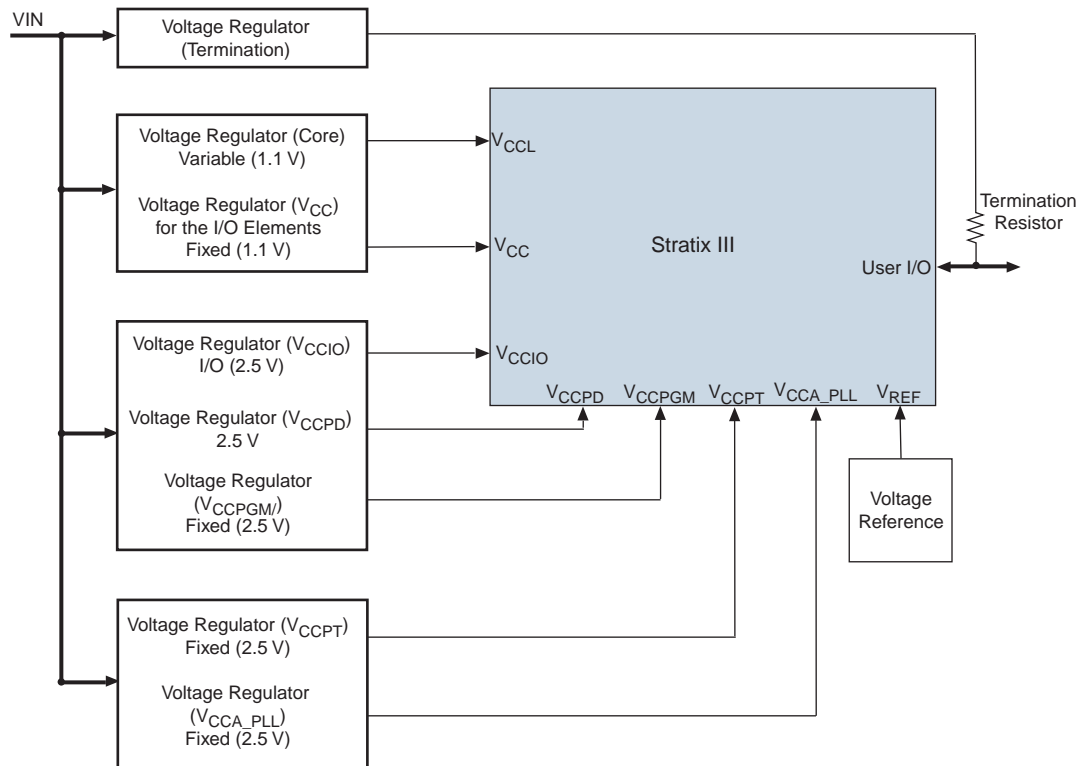 VIN
Voltage Regulator
(Termination)
Voltage Regulator (Core)
Variable (1.1 V)
Voltage Regulator (VCC)
for the I/O Elements
Fixed (1.1 V)
Voltage Regulator (VCCIO)
I/O (2.5 V)
Voltage Regulator (VCCPD)
2.5 V
Voltage Regulator
(VCCPGM/)
Fixed (2.5 V)
Voltage Regulator (VCCPT)
Fixed (2.5 V)
Voltage Regulator
(VCCA_PLL)
Fixed (2.5 V)
VCCL
VCC
VCCIO
Stratix III
User I/O
VCCPD VCCPGM VCCPT VCCA_PLL VREF
Termination
Resistor
Voltage
Reference